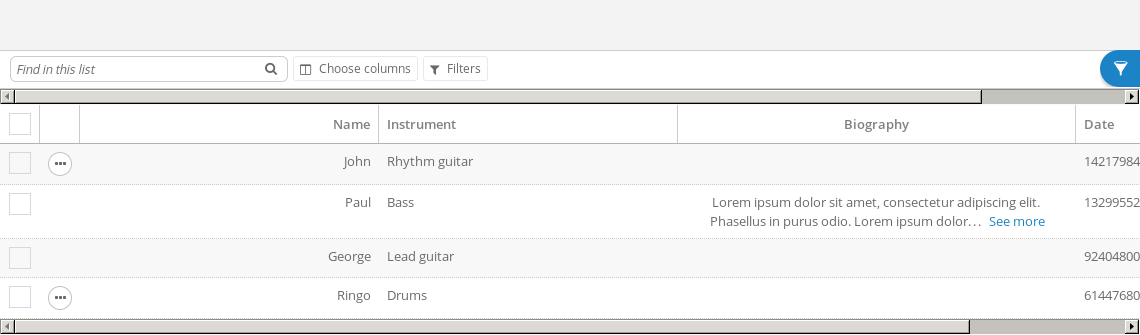 Find in this list Choose columns Filters
Name Instrument Biography Date
John Rhythm guitar 14217984
Paul Bass Lorem ipsum dolor sit amet, consectetur adipiscing elit. 13299552
Phasellus in purus odio. Lorem ipsum dolor... See more
George Lead guitar 92404800
Ringo Drums 61447680